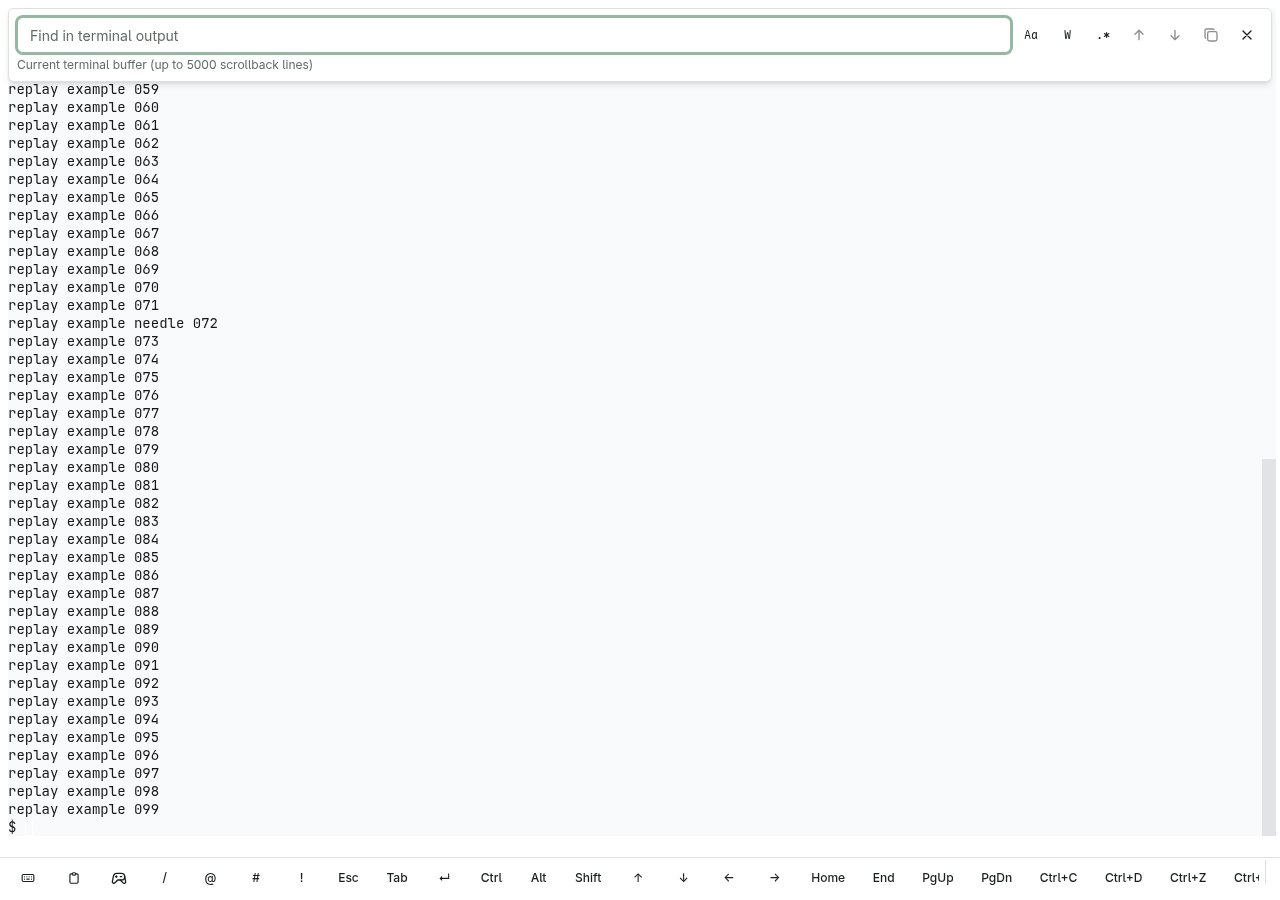 Find in terminal output
Aa W .*
Current terminal buffer (up to 5000 scrollback lines)
replay example 059
replay example 060
replay example 061
replay example 062
replay example 063
replay example 064
replay example 065
replay example 066
replay example 067
replay example 068
replay example 069
replay example 070
replay example 071
replay example needle 072
replay example 073
replay example 074
replay example 075
replay example 076
replay example 077
replay example 078
replay example 079
replay example 080
replay example 081
replay example 082
replay example 083
replay example 084
replay example 085
replay example 086
replay example 087
replay example 088
replay example 089
replay example 090
replay example 091
replay example 092
replay example 093
replay example 094
replay example 095
replay example 096
replay example 097
replay example 098
replay example 099
$
/ @ # ! Esc Tab ↵ Ctrl Alt Shift ↑ ↓ ← → Home End PgUp PgDn Ctrl+C Ctrl+D Ctrl+Z